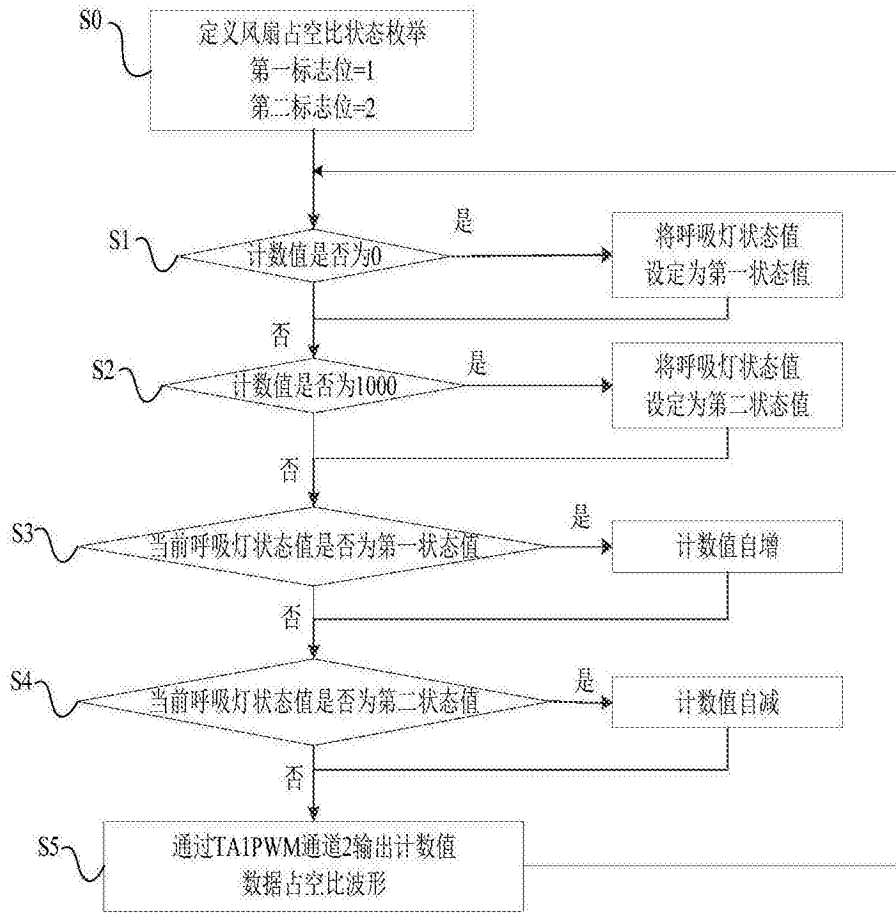 S0
定义风扇占空比状态枚举
第一标志位=1
第二标志位=2
S1
计数值是否为0
是
将呼吸灯状态值
设定为第一状态值
否
S2
计数值是否为1000
是
将呼吸灯状态值
设定为第二状态值
否
S3
当前呼吸灯状态值是否为第一状态值
是
计数值自增
否
S4
当前呼吸灯状态值是否为第二状态值
是
计数值自减
否
S5
通过TA1PWM通道2输出计数值
数据占空比波形